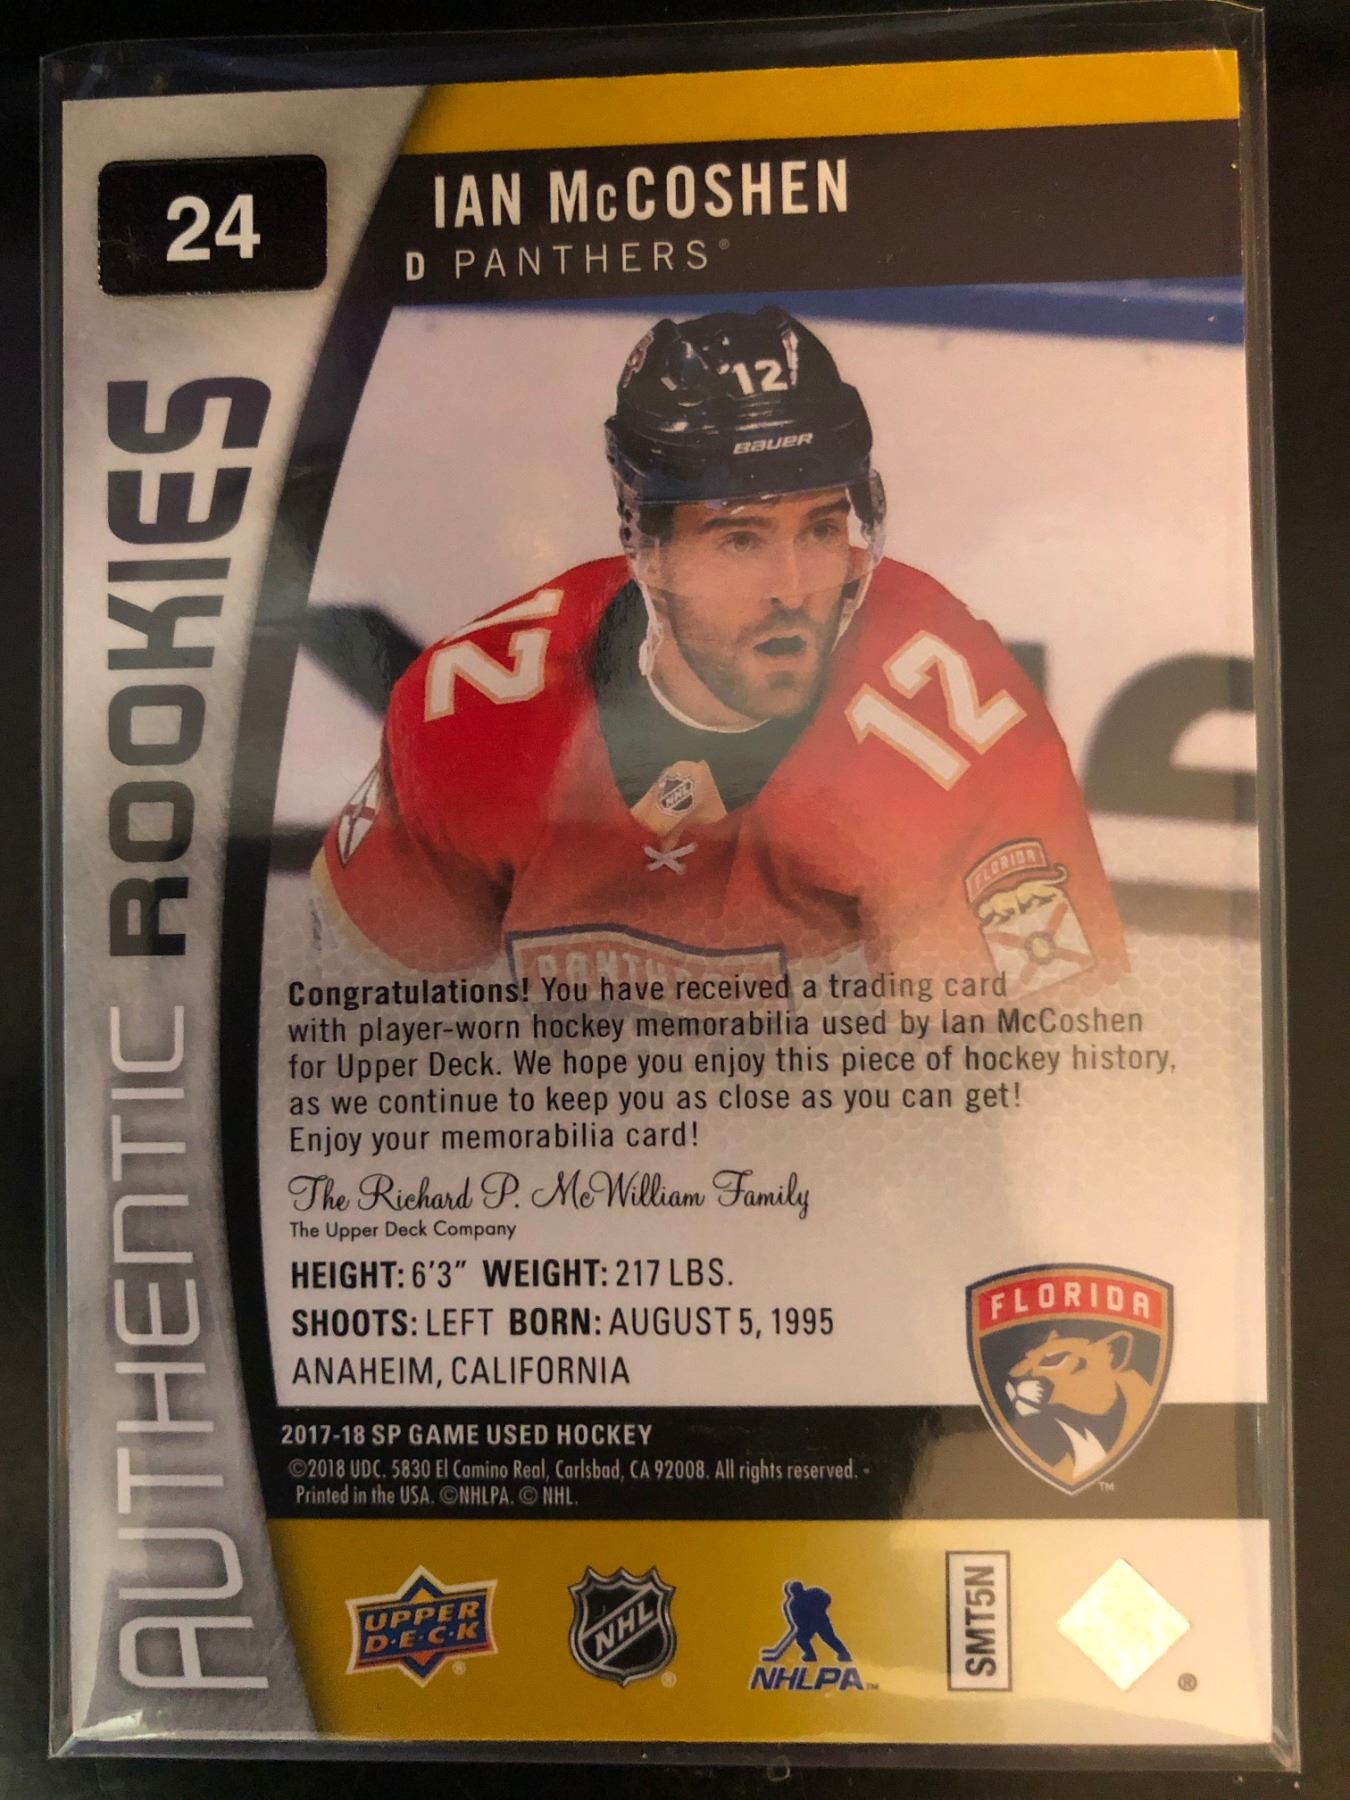 24
IAN McCOSHEN
D PANTHERS®
AUTHENTIC ROOKIES
12
BAUER
12
12
NHL
FLORIDA
PANTHERS
Congratulations! You have received a trading card
with player-worn hockey memorabilia used by Ian McCoshen
for Upper Deck. We hope you enjoy this piece of hockey history,
as we continue to keep you as close as you can get!
Enjoy your memorabilia card!
The Richard P. McWilliam Family
The Upper Deck Company
HEIGHT: 6'3" WEIGHT: 217 LBS.
SHOOTS: LEFT BORN: AUGUST 5, 1995
ANAHEIM, CALIFORNIA
FLORIDA
TM
2017-18 SP GAME USED HOCKEY
©2018 UDC. 5830 El Camino Real, Carlsbad, CA 92008. All rights reserved.
Printed in the USA. ©NHLPA. © NHL.
UPPER
D•E•C•K ®
NHL ®
NHLPA™
SMT5N
®